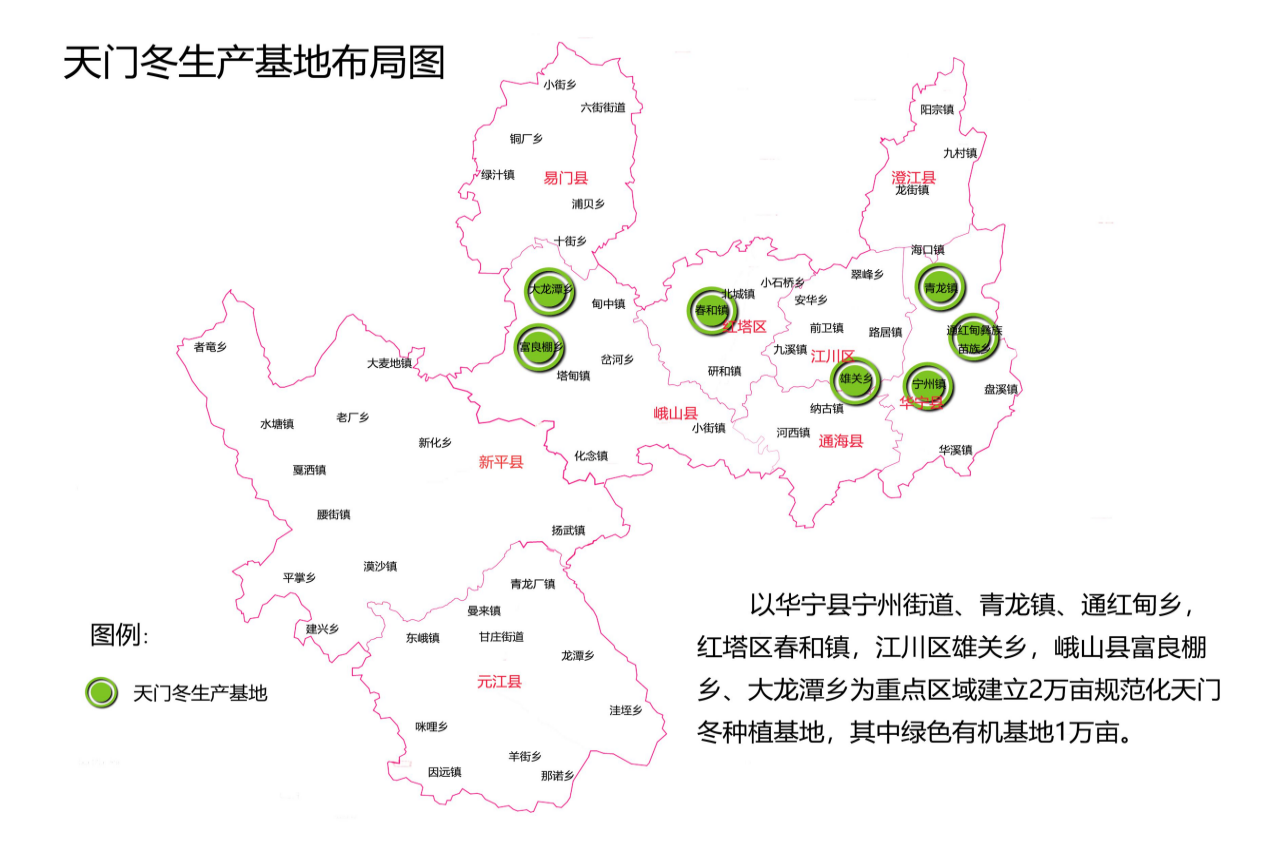 天门冬生产基地布局图
小街乡
六街街道
铜厂乡
绿汁镇
易门县
浦贝乡
十街乡
阳宗镇
九村镇
澄江县
龙街镇
海口镇
大龙潭乡
甸中镇
富良棚乡
岔河乡
塔甸镇
峨山县
小街镇
化念镇
北城镇
春和镇
红塔区
研和镇
小石桥乡
翠峰乡
安华乡
前卫镇
路居镇
九溪镇
江川区
雄关乡
青龙镇
通红甸彝族
苗族乡
宁州镇
华宁县
盘溪镇
华溪镇
纳古镇
河西镇
通海县
者竜乡
大麦地镇
水塘镇
老厂乡
新化乡
新平县
戛洒镇
腰街镇
扬武镇
漠沙镇
平掌乡
建兴乡
青龙厂镇
曼来镇
东峨镇
甘庄街道
龙潭乡
元江县
洼垤乡
咪哩乡
羊街乡
因远镇
那诺乡
图例:
天门冬生产基地
以华宁县宁州街道、青龙镇、通红甸乡，
红塔区春和镇，江川区雄关乡，峨山县富良棚
乡、大龙潭乡为重点区域建立2万亩规范化天门
冬种植基地，其中绿色有机基地1万亩。